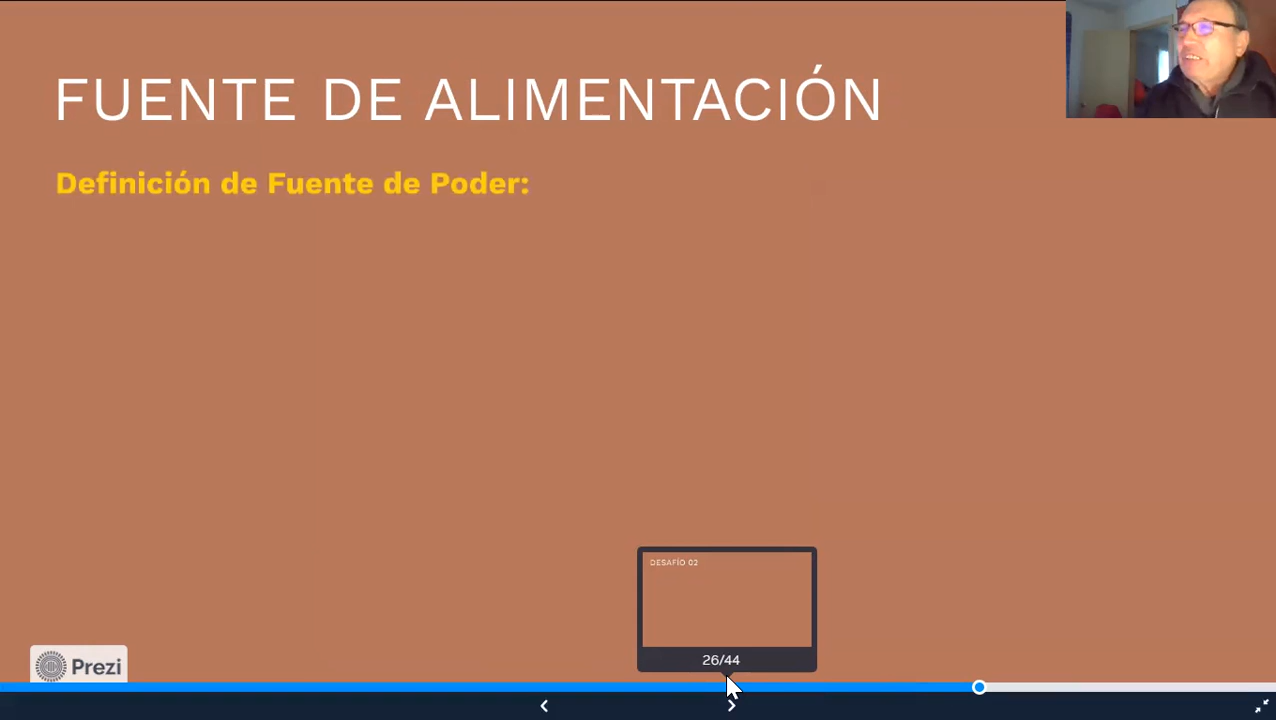 FUENTE DE ALIMENTACIÓN
Definición de Fuente de Poder:
DESAFÍO 02
26/44
Prezi